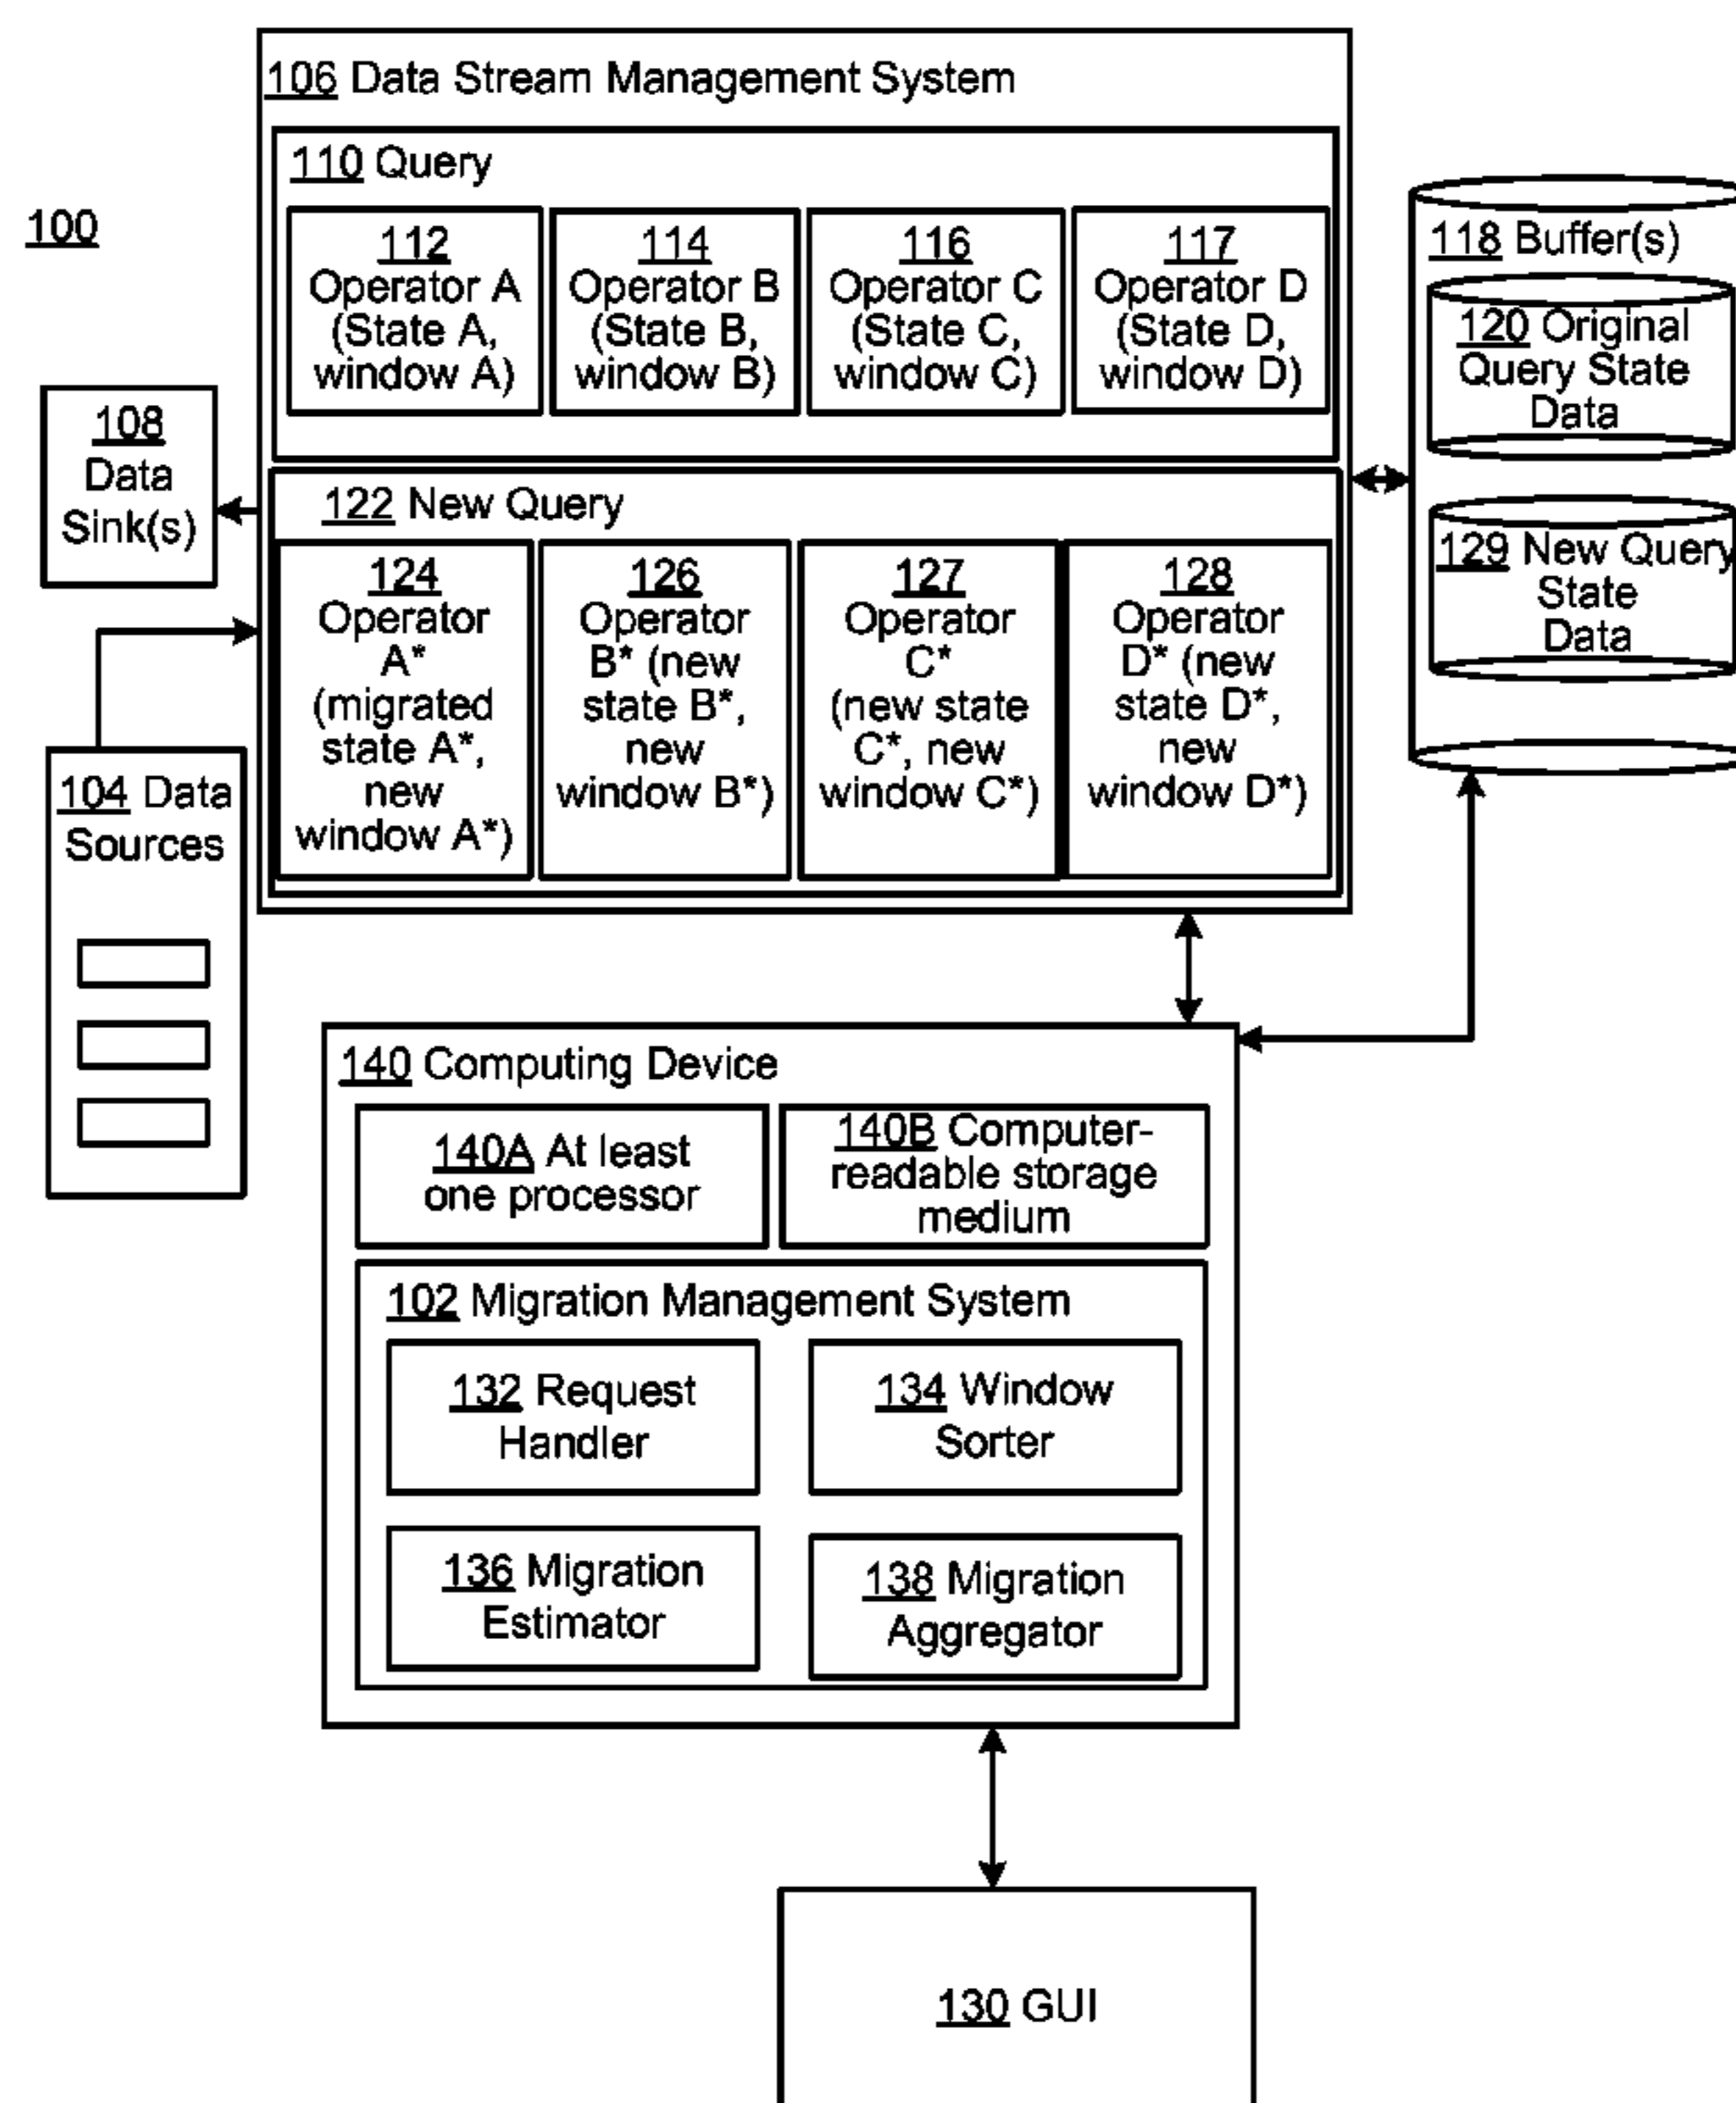 106 Data Stream Management System
110 Query
100
112
Operator A
(State A,
window A)
114
Operator B
(State B,
window B)
116
Operator C
(State C,
window C)
117
Operator D
(State D,
window D)
118 Buffer(s)
120 Original
Query State
Data
108
Data
Sink(s)
122 New Query
124
Operator
A*
(migrated
state A*,
new
window A*)
126
Operator
B* (new
state B*,
new
window B*)
127
Operator
C*
(new state
C*, new
window C*)
128
Operator
D* (new
state D*,
new
window D*)
129 New Query
State
Data
104 Data
Sources
140 Computing Device
140A At least
one processor
140B Computer-
readable storage
medium
102 Migration Management System
132 Request
Handler
134 Window
Sorter
136 Migration
Estimator
138 Migration
Aggregator
130 GUI